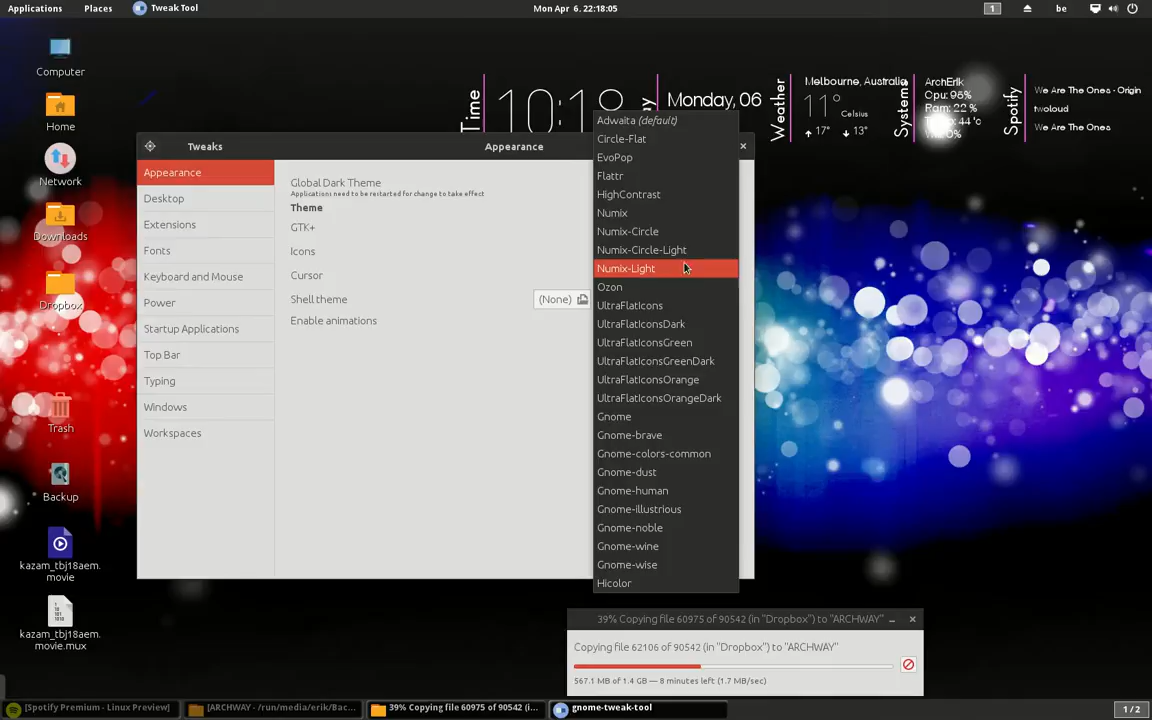 Applications Places Tweak Tool Mon Apr 6, 22:18:05 1 be
Computer
Home
Network
Downloads
Dropbox
Trash
Backup
kazam_tbj18aem.
movie
kazam_tbj18aem.
movie.mux
Time
Monday, 06
Weather
Melbourne, Australia
11° Celsius
17° 13°
Systems
ArchErik
Cpu: 96%
Ram: 22 %
44 °c
Spotify
We Are The Ones - Origin
twoloud
We Are The Ones
Tweaks Appearance
Appearance
Desktop
Extensions
Fonts
Keyboard and Mouse
Power
Startup Applications
Top Bar
Typing
Windows
Workspaces
Global Dark Theme
Applications need to be restarted for change to take effect
Theme
GTK+
Icons
Cursor
Shell theme (None)
Enable animations
Adwaita (default)
Circle-Flat
EvoPop
Flattr
HighContrast
Numix
Numix-Circle
Numix-Circle-Light
Numix-Light
Ozon
UltraFlatIcons
UltraFlatIconsDark
UltraFlatIconsGreen
UltraFlatIconsGreenDark
UltraFlatIconsOrange
UltraFlatIconsOrangeDark
Gnome
Gnome-brave
Gnome-colors-common
Gnome-dust
Gnome-human
Gnome-illustrious
Gnome-noble
Gnome-wine
Gnome-wise
Hicolor
39% Copying file 60975 of 90542 (in "Dropbox") to "ARCHWAY"
Copying file 62106 of 90542 (in "Dropbox") to "ARCHWAY"
567.1 MB of 1.4 GB — 8 minutes left (1.7 MB/sec)
[Spotify Premium - Linux Preview] [ARCHWAY - /run/media/erik/Bac... 39% Copying file 60975 of 90542 (i... gnome-tweak-tool 1 / 2